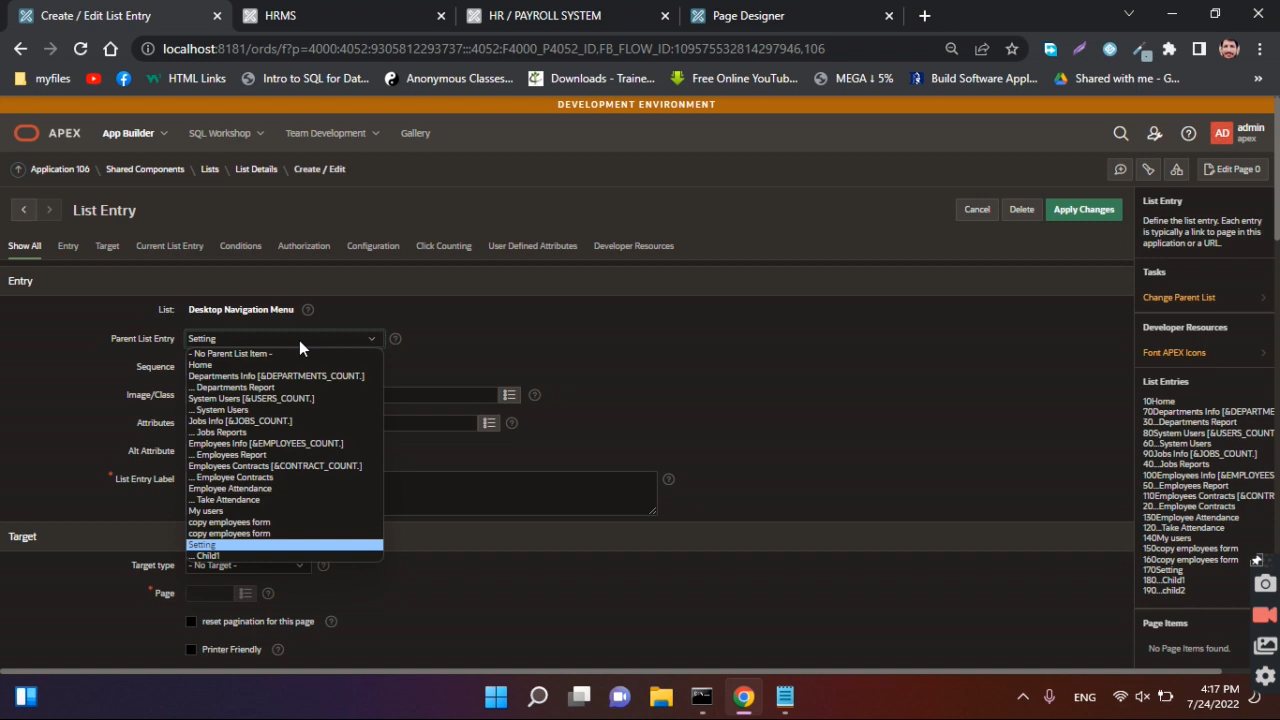 Create / Edit List Entry
HRMS
HR / PAYROLL SYSTEM
Page Designer
localhost:8181/ords/f?p=4000:4052:9305812293737:::4052:F4000_P4052_ID,FB_FLOW_ID:109575532814297946,106
myfiles
HTML Links
Intro to SQL for Dat...
Anonymous Classes...
Downloads - Traine...
Free Online YouTub...
MEGA ⇂ 5%
Build Software Appl...
Shared with me - G...
DEVELOPMENT ENVIRONMENT
APEX
App Builder
SQL Workshop
Team Development
Gallery
AD
admin
apex
Application 106 \ Shared Components \ Lists \ List Details \ Create / Edit
Edit Page 0
List Entry
Cancel
Delete
Apply Changes
Show All
Entry
Target
Current List Entry
Conditions
Authorization
Configuration
Click Counting
User Defined Attributes
Developer Resources
Entry
List: Desktop Navigation Menu
Parent List Entry Setting
- No Parent List Item -
Home
Departments Info [&DEPARTMENTS_COUNT.]
... Departments Report
System Users [&USERS_COUNT.]
... System Users
Jobs Info [&JOBS_COUNT.]
... Jobs Reports
Employees Info [&EMPLOYEES_COUNT.]
... Employees Report
Employees Contracts [&CONTRACT_COUNT.]
... Employee Contracts
Employee Attendance
... Take Attendance
My users
copy employees form
copy employees form
Setting
... Child1
Sequence
Image/Class
Attributes
Alt Attribute
* List Entry Label
Target
Target type - No Target -
* Page
reset pagination for this page
Printer Friendly
List Entry
Define the list entry. Each entry
is typically a link to page in this
application or a URL.
Tasks
Change Parent List
Developer Resources
Font APEX Icons
List Entries
10Home
70Departments Info [&DEPARTME
30...Departments Report
80System Users [&USERS_COUNT
60...System Users
90Jobs Info [&JOBS_COUNT.]
40...Jobs Reports
100Employees Info [&EMPLOYEES
50...Employees Report
110Employees Contracts [&CONTR
20...Employee Contracts
130Employee Attendance
120...Take Attendance
140My users
150copy employees form
160copy employees form
170Setting
180...Child1
190...child2
Page Items
No Page Items found.
ENG
4:17 PM
7/24/2022